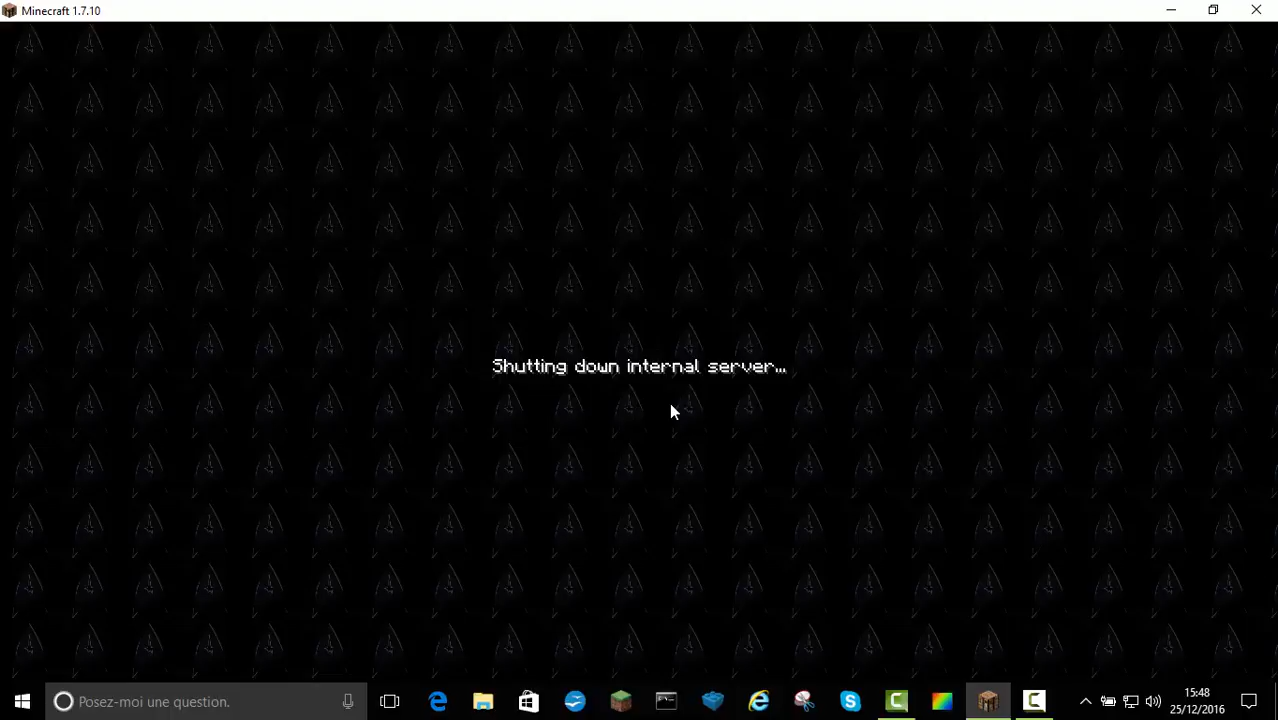 Minecraft 1.7.10
Shutting down internal server...
Posez-moi une question.
15:48
25/12/2016